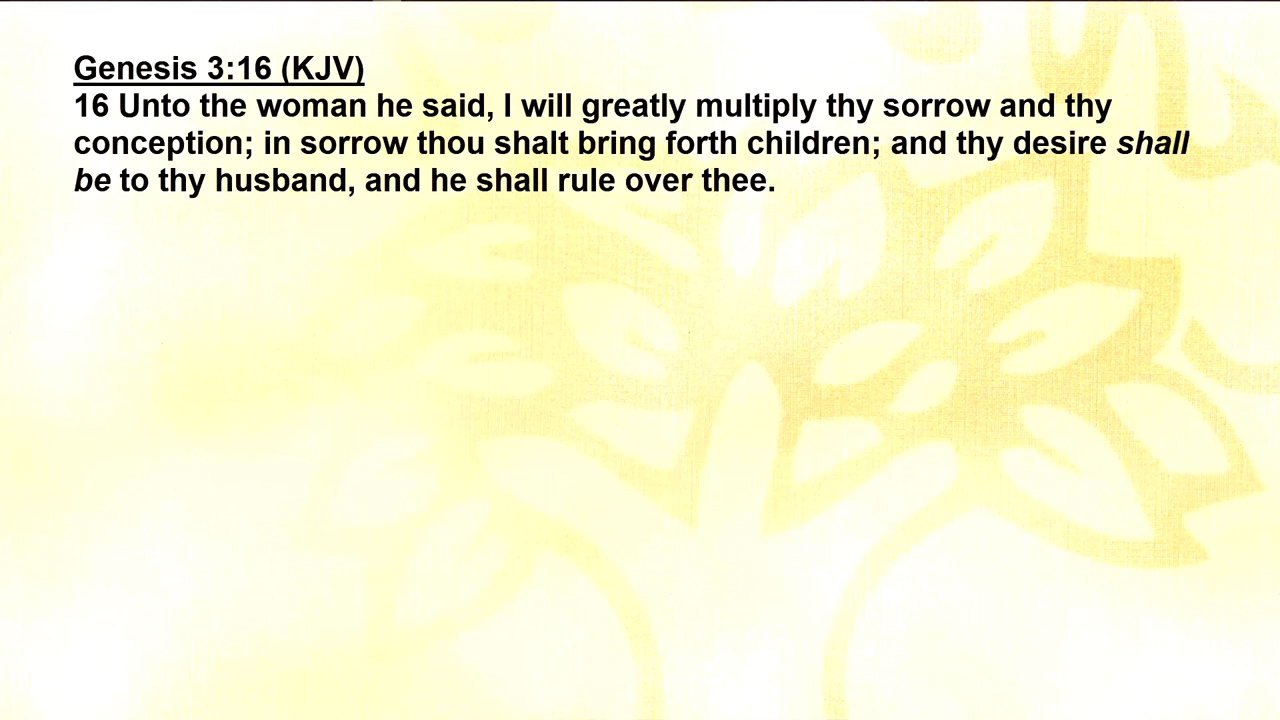 Genesis 3:16 (KJV)
16 Unto the woman he said, I will greatly multiply thy sorrow and thy
conception; in sorrow thou shalt bring forth children; and thy desire shall
be to thy husband, and he shall rule over thee.